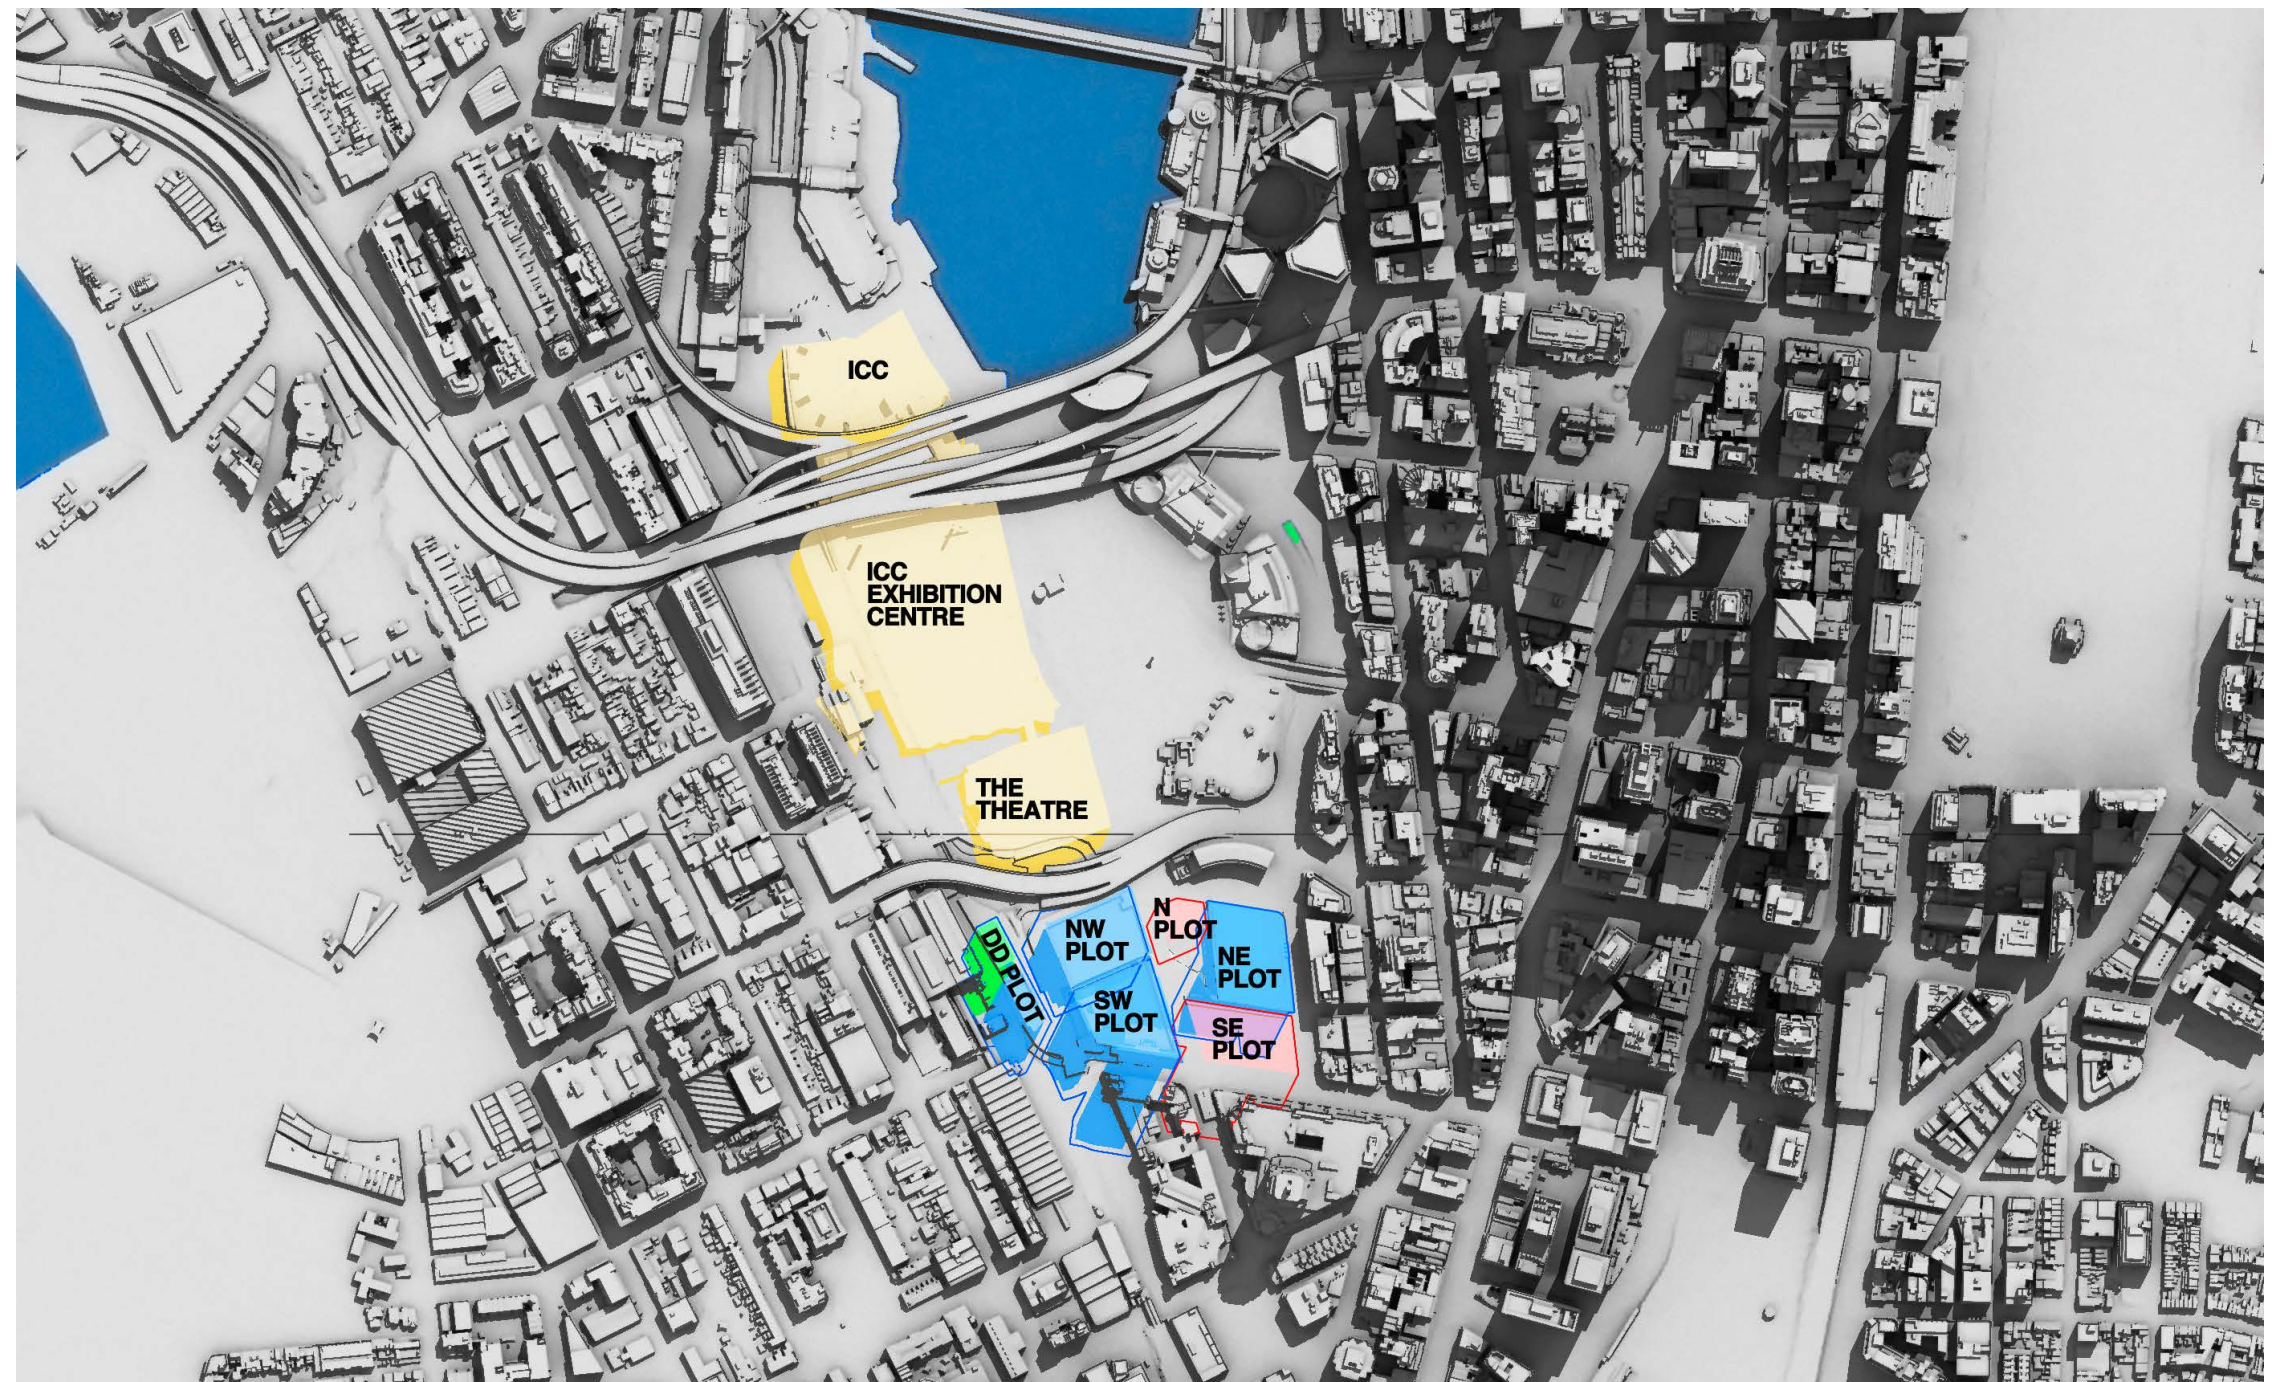 ICC
ICC
EXHIBITION
CENTRE
THE
THEATRE
DD PLOT
NW
PLOT
N
PLOT
NE
PLOT
SW
PLOT
SE
PLOT